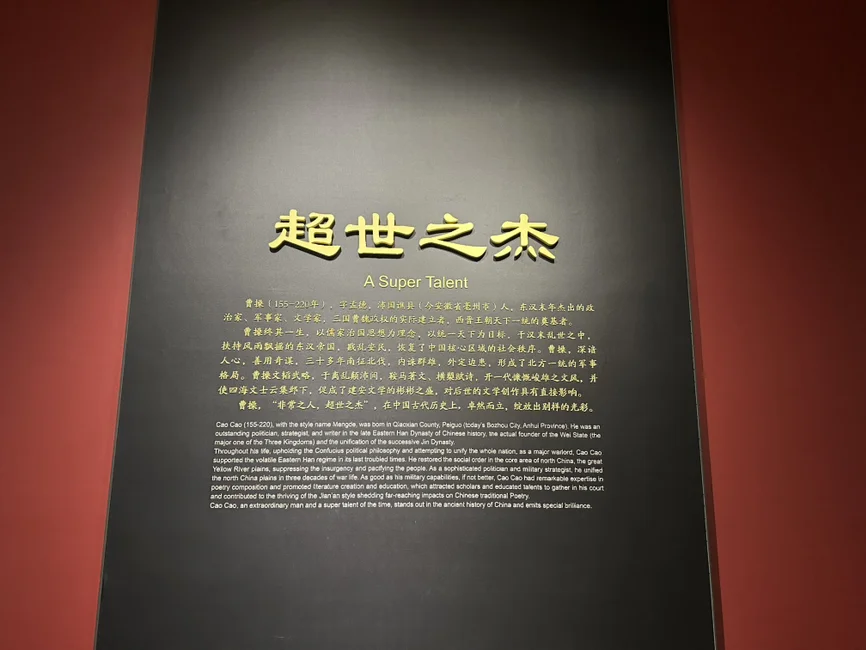 超世之杰
A Super Talent
曹操（155-220年），字孟德，沛国谯县（今安徽省亳州市）人，东汉末年杰出的政
治家、军事家、文学家，三国曹魏政权的实际建立者，西晋王朝天下一统的奠基者。
曹操终其一生，以儒家治国思想为理念，以统一天下为目标，于汉末乱世之中，
扶持风雨飘摇的东汉帝国，戡乱安民，恢复了中国核心区域的社会秩序。曹操，深谙
人心，善用奇谋，三十多年南征北伐，内诛群雄，外定边患，形成了北方一统的军事
格局。曹操文韬武略，于离乱颠沛间，鞍马著文、横槊赋诗，开一代慷慨峻雄之文风，并
使四海文士云集邺下，促成了建安文学的彬彬之盛，对后世的文学创作具有直接影响。
曹操，“非常之人，超世之杰”，在中国古代历史上，卓然而立，绽放出别样的光彩。
Cao Cao (155-220), with the style name Mengde, was born in Qiaoxian County, Peiguo (today's Bozhou City, Anhui Province). He was an
outstanding politician, strategist, and writer in the late Eastern Han Dynasty of Chinese history, the actual founder of the Wei State (the
major one of the Three Kingdoms) and the unification of the successive Jin Dynasty.
Throughout his life, upholding the Confucius political philosophy and attempting to unify the whole nation, as a major warlord, Cao Cao
supported the volatile Eastern Han regime in its last troubled times. He restored the social order in the core area of north China, the great
Yellow River plains, suppressing the insurgency and pacifying the people. As a sophisticated politician and military strategist, he unified
the north China plains in three decades of war life. As good as his military capabilities, if not better, Cao Cao had remarkable expertise in
poetry composition and promoted literature creation and education, which attracted scholars and educated talents to gather in his court
and contributed to the thriving of the Jian'an style shedding far-reaching impacts on Chinese traditional Poetry.
Cao Cao, an extraordinary man and a super talent of the time, stands out in the ancient history of China and emits special brilliance.